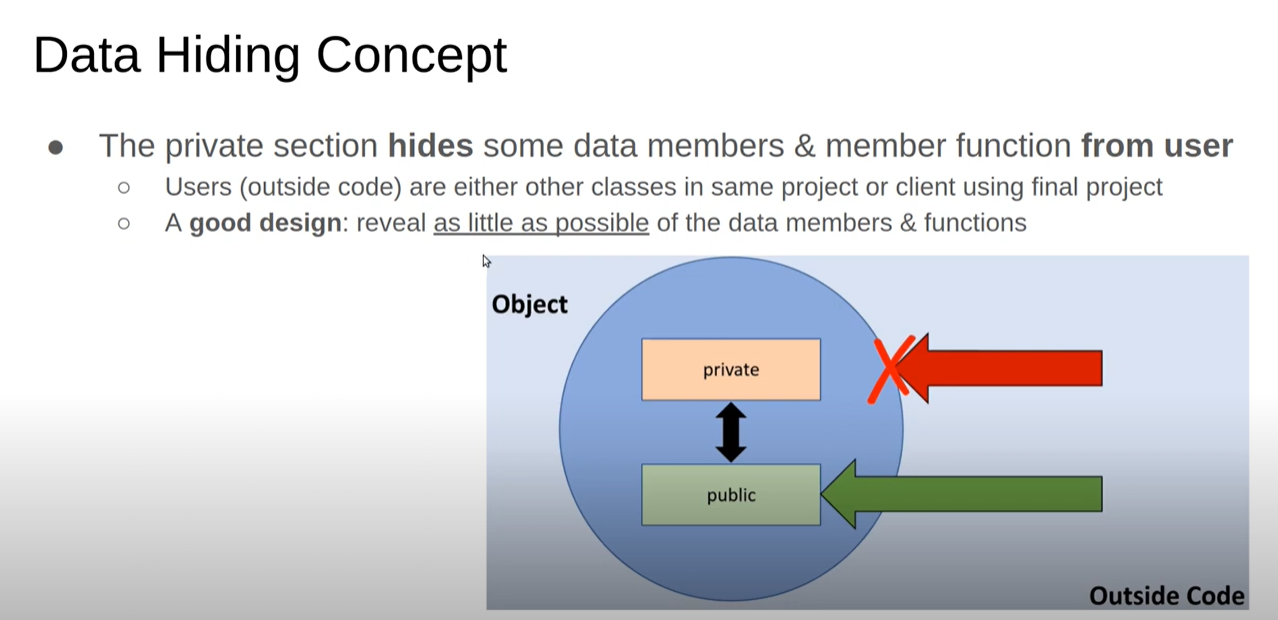 Data Hiding Concept
● The private section hides some data members & member function from user
○ Users (outside code) are either other classes in same project or client using final project
○ A good design: reveal as little as possible of the data members & functions
Object
private
public
Outside Code